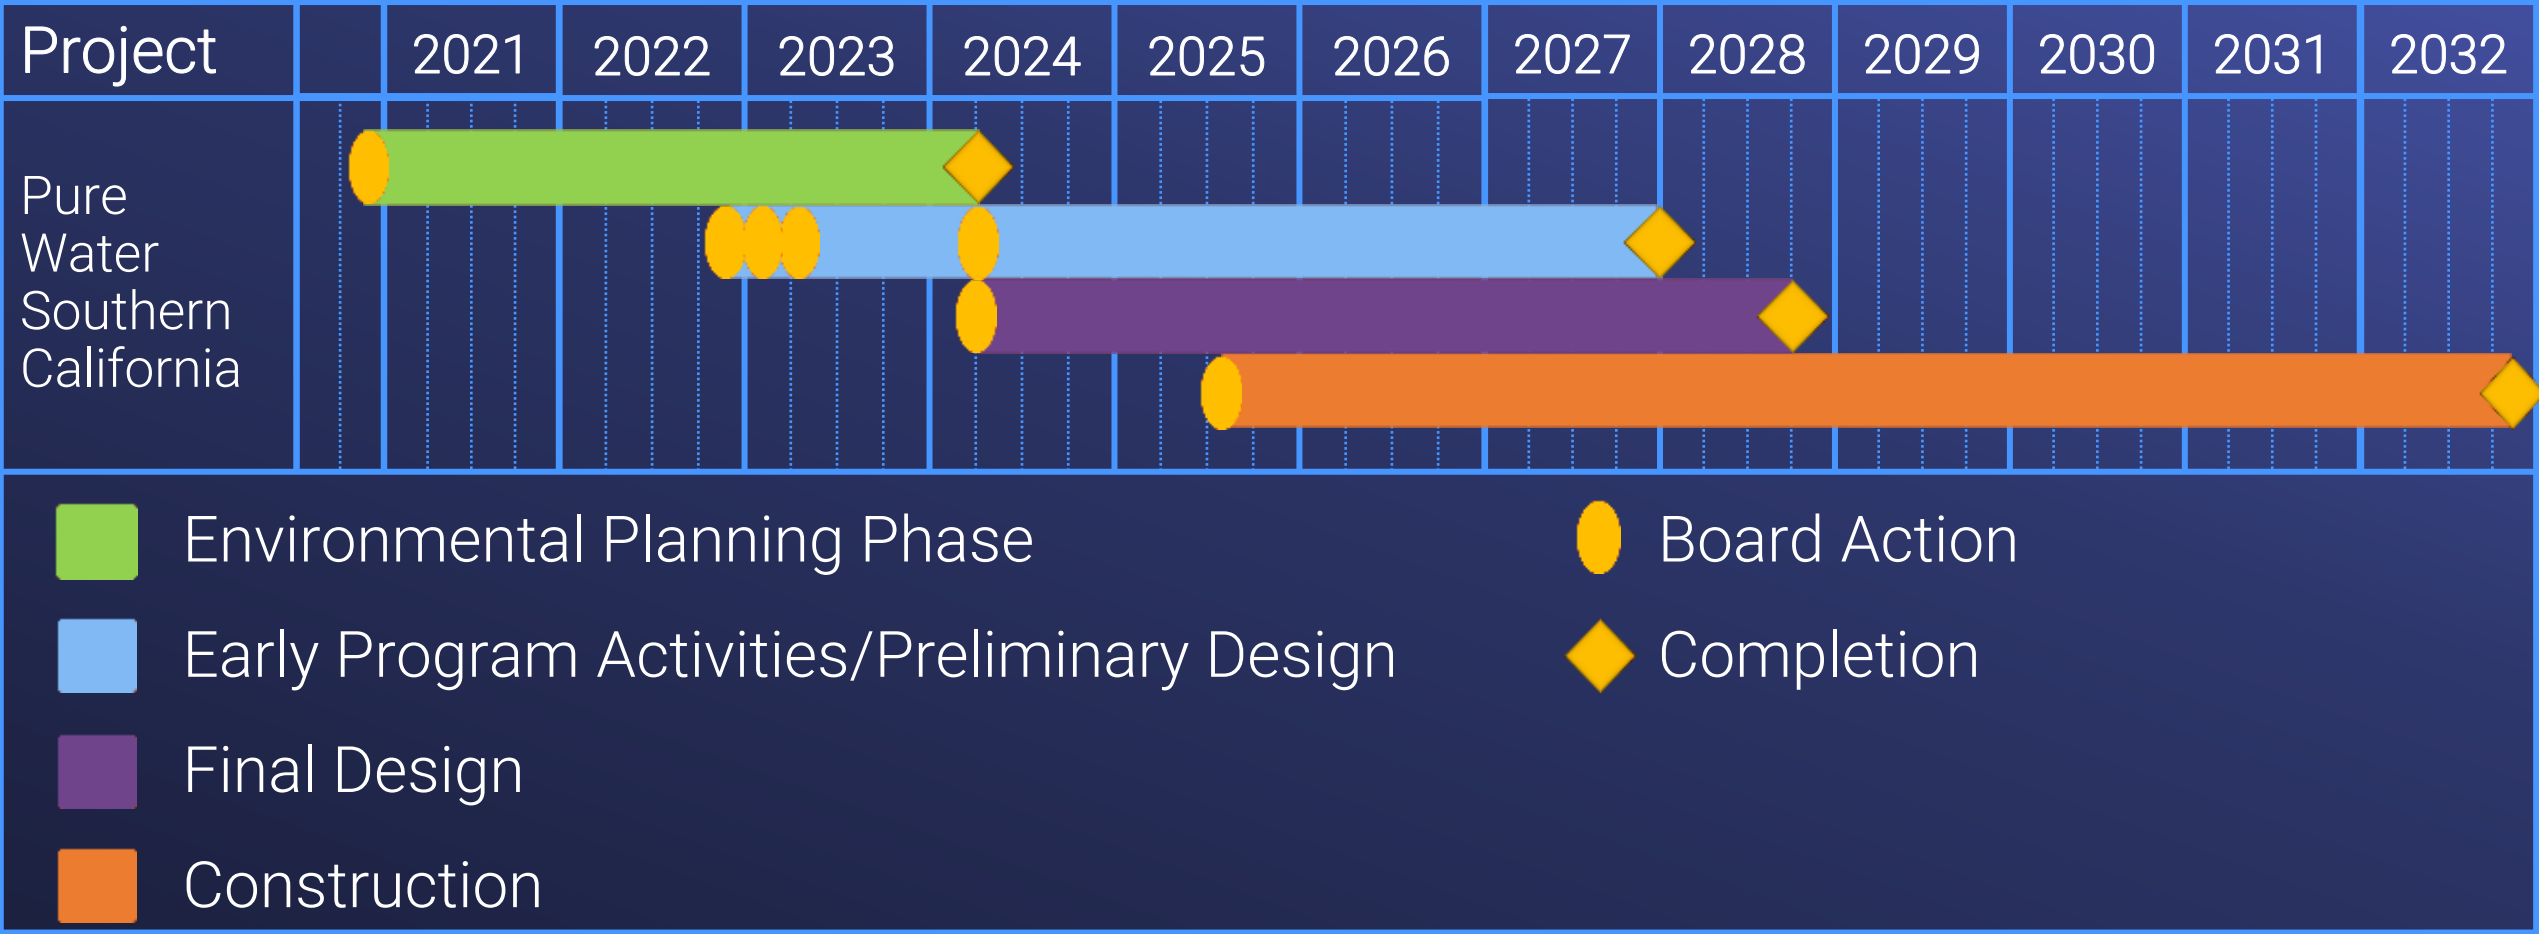 Project 2021 2022 2023 2024 2025 2026 2027 2028 2029 2030 2031 2032
Pure
Water
Southern
California
Environmental Planning Phase
Board Action
Early Program Activities/Preliminary Design
Completion
Final Design
Construction